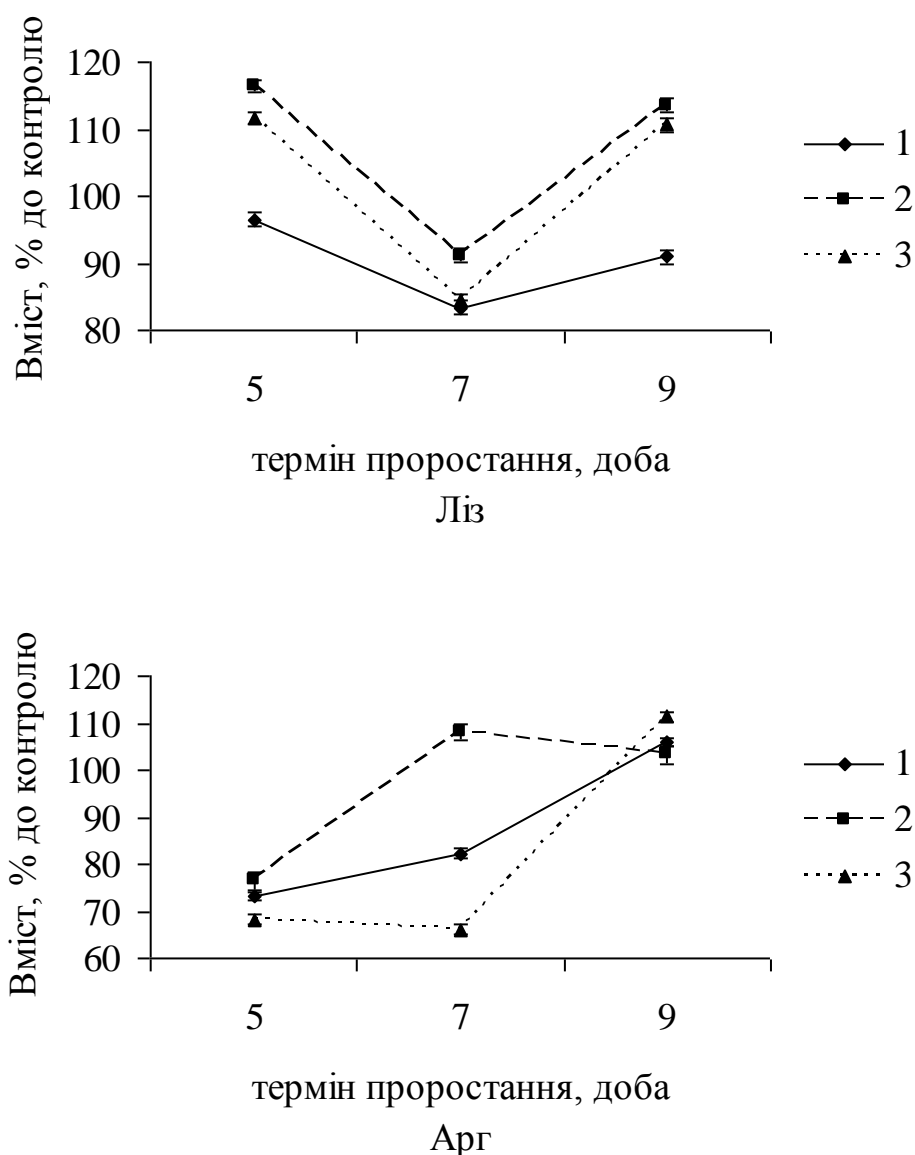 Вміст, % до контролю
120
110
100
90
80
5 7 9
термін проростання, доба
Ліз
1
2
3
Вміст, % до контролю
120
110
100
90
80
70
60
5 7 9
термін проростання, доба
Арг
1
2
3